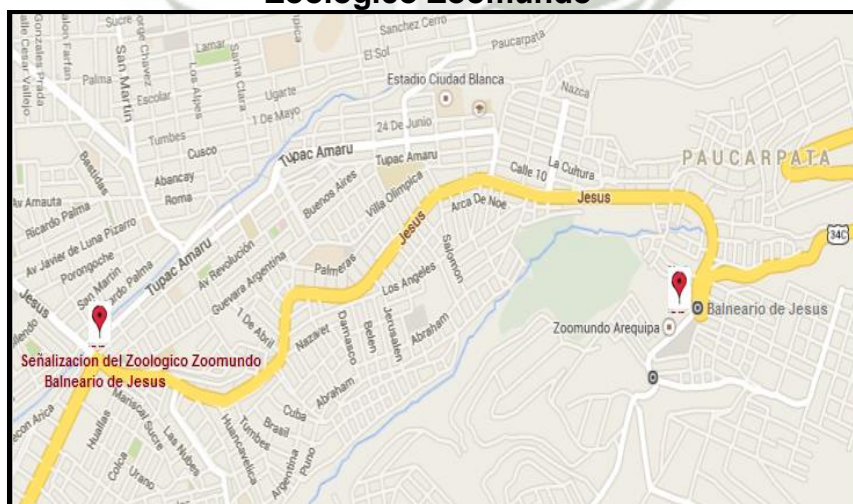 Zoologico Zoomundo
Sucre
Jorge Chavez
Salon Farfan
Gonzales Prada
Calle Cesar Vallejo
Palma
San Martin
Lamar
Santa Clara
Los Alpes
Escolar
Ugarte
1 De Mayo
Tumbes
Cusco
Abancay
Roma
Bastidas
Sanchez Cerro
El Sol
Paucarpata
Estadio Ciudad Blanca
Nazca
24 De Junio
Tupac Amaru
Tupac Amaru
Calle 10
La Cultura
PAUCARPATA
Av Arnauta
Ricardo Palma
Av Javier de Luna Pizarro
Porongoche
San Martin
Tupac Amaru
Buenos Aires
Villa Olimpica
Av Revolución
Guevara Argentina
Palmeras
1 De Abril
Jesus
Arca De Noe
Salomon
Jesus
34C
Los Angeles
Nazaret
Damasco
Belen
Jerusalen
Abraham
Abraham
Jesus
Señalizacion del Zoologico Zoomundo
Balneario de Jesus
Balneario de Jesus
Zoomundo Arequipa
Mariscal Sucre
Huallas
Colca
Urano
Las Nubes
Huancavelica
Tumbes
Brasil
Cuba
Argentina
Puno